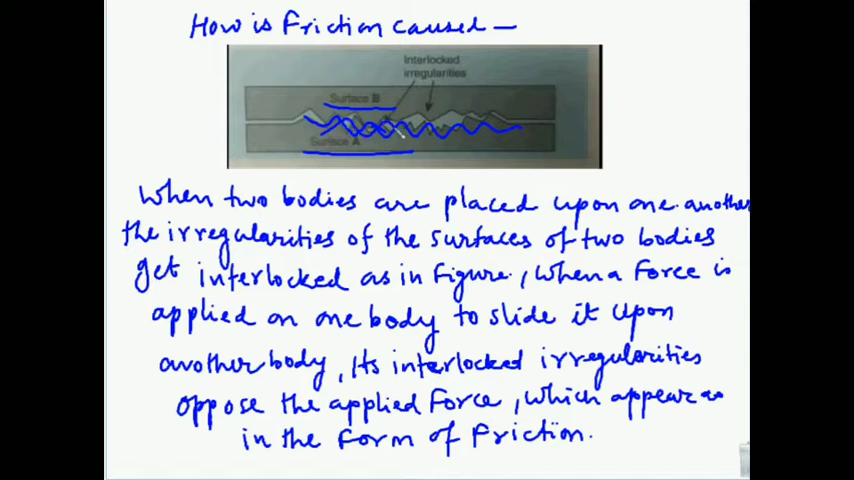 How is Friction caused —
Interlocked
irregularities
Surface B
Surface A
When two bodies are placed upon one another
the irregularities of the surfaces of two bodies
get interlocked as in Figure, When a Force is
applied on one body to slide it upon
another body, Its interlocked irregularities
oppose the applied Force, which appear as
in the Form of Friction.